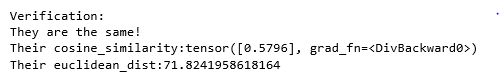 Verification:
They are the same!
Their cosine_similarity:tensor([0.5796], grad_fn=<DivBackward0>)
Their euclidean_dist:71.8241958618164